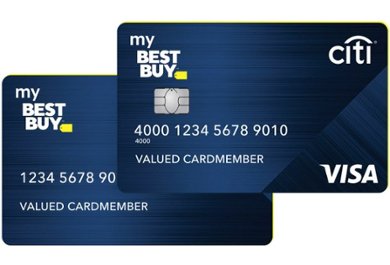 my
BEST
BUY
citi
4000 1234 5678 9010
4000
VALUED CARDMEMBER
VISA
my
BEST
BUY
1234 5678 90
VALUED CARDMEMBER